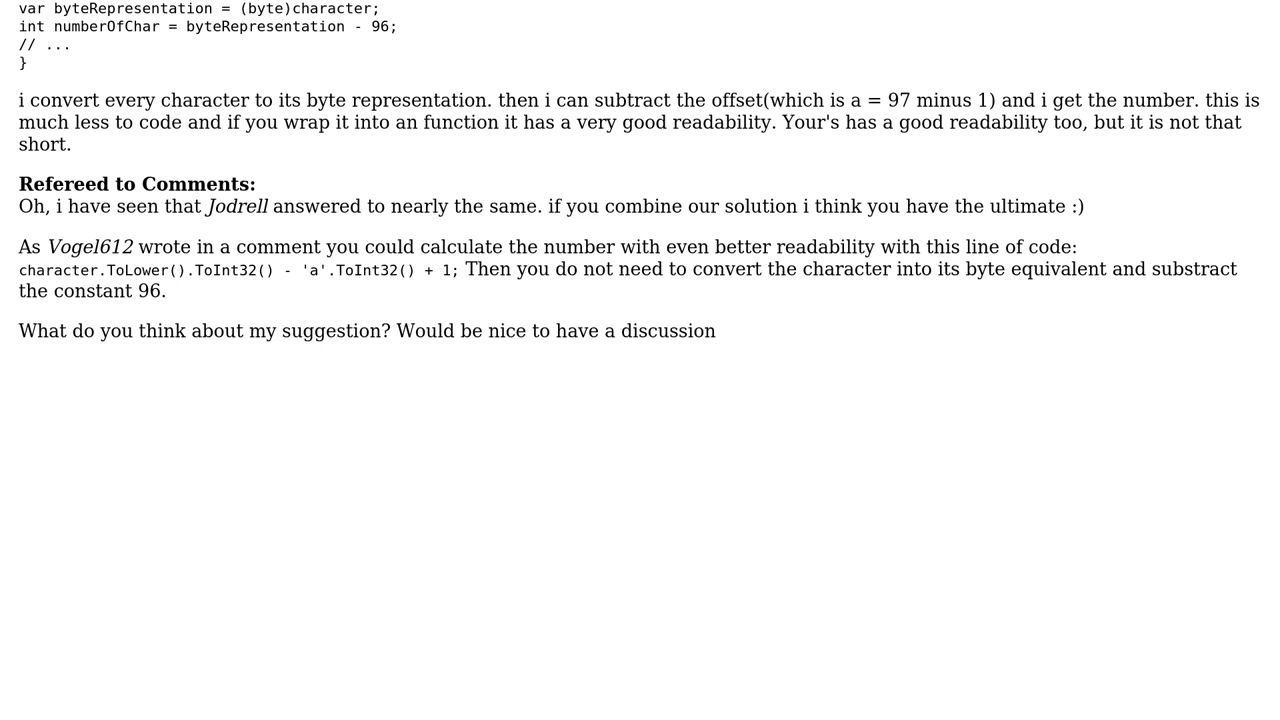 var byteRepresentation = (byte)character;
int numberOfChar = byteRepresentation - 96;
// ...
}
i convert every character to its byte representation. then i can subtract the offset(which is a = 97 minus 1) and i get the number. this is
much less to code and if you wrap it into an function it has a very good readability. Your's has a good readability too, but it is not that
short.
Refereed to Comments:
Oh, i have seen that Jodrell answered to nearly the same. if you combine our solution i think you have the ultimate :)
As Vogel612 wrote in a comment you could calculate the number with even better readability with this line of code:
character.ToLower().ToInt32() - 'a'.ToInt32() + 1; Then you do not need to convert the character into its byte equivalent and substract
the constant 96.
What do you think about my suggestion? Would be nice to have a discussion